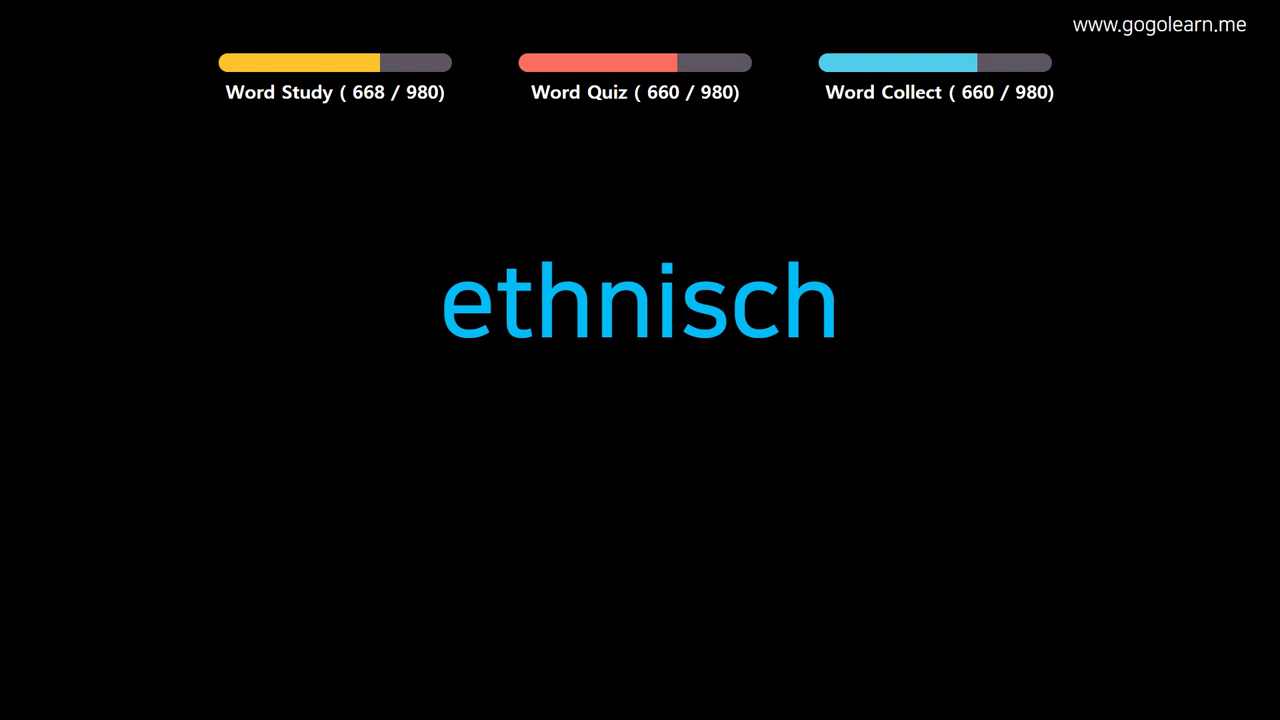 www.gogolearn.me
Word Study ( 668 / 980)
Word Quiz ( 660 / 980)
Word Collect ( 660 / 980)
ethnisch